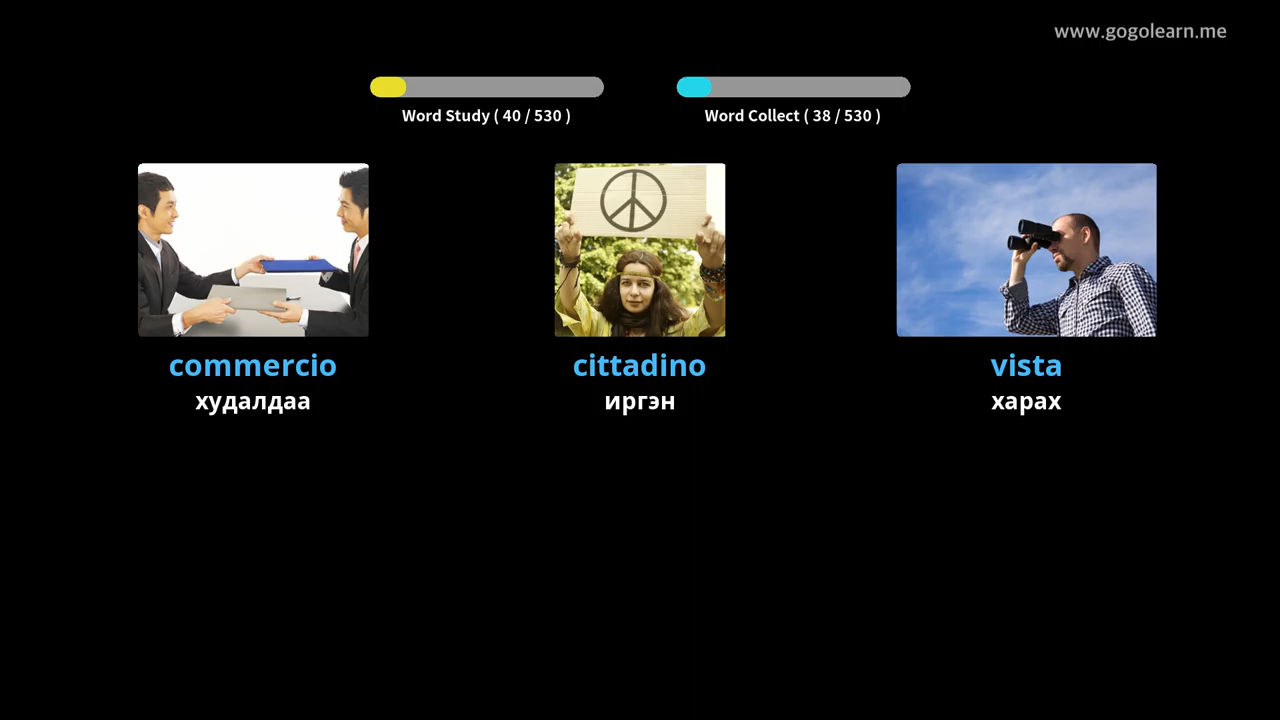 www.gogolearn.me
Word Study ( 40 / 530 )
Word Collect ( 38 / 530 )
commercio
худалдаа
cittadino
иргэн
vista
харах